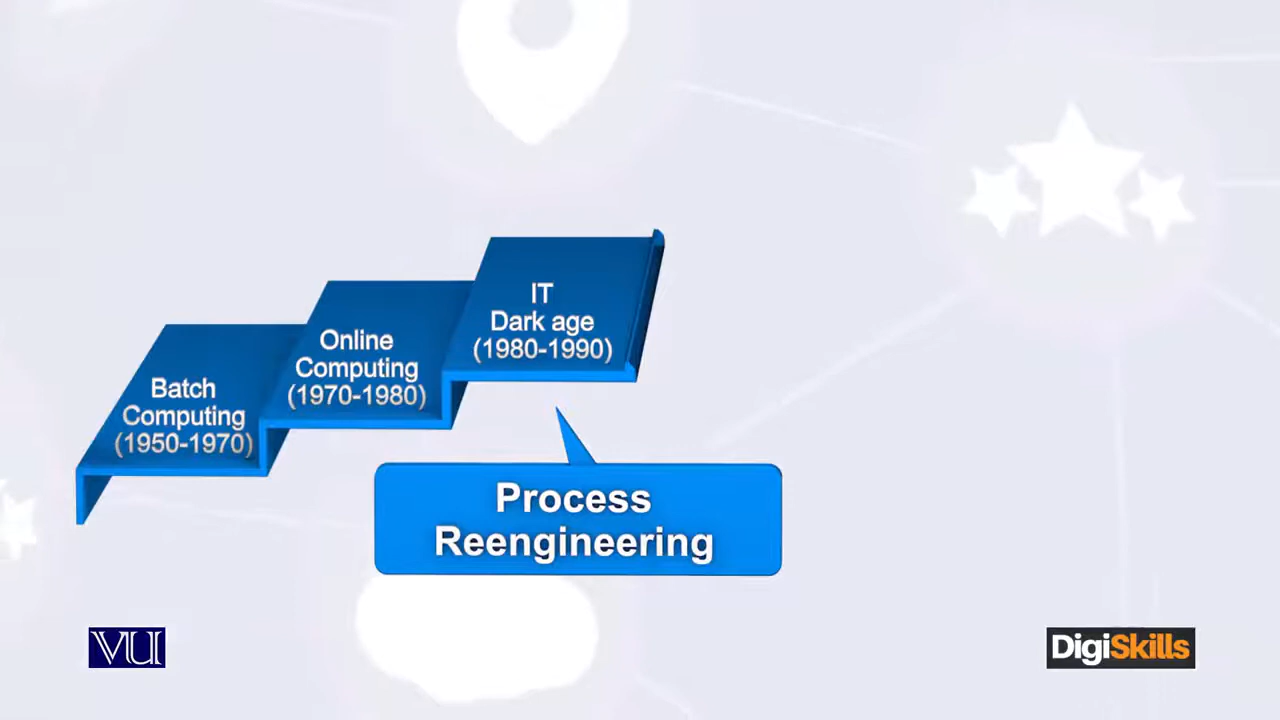 IT
Dark age
(1980-1990)
Online
Computing
(1970-1980)
Batch
Computing
(1950-1970)
Process
Reengineering
VU
DigiSkills